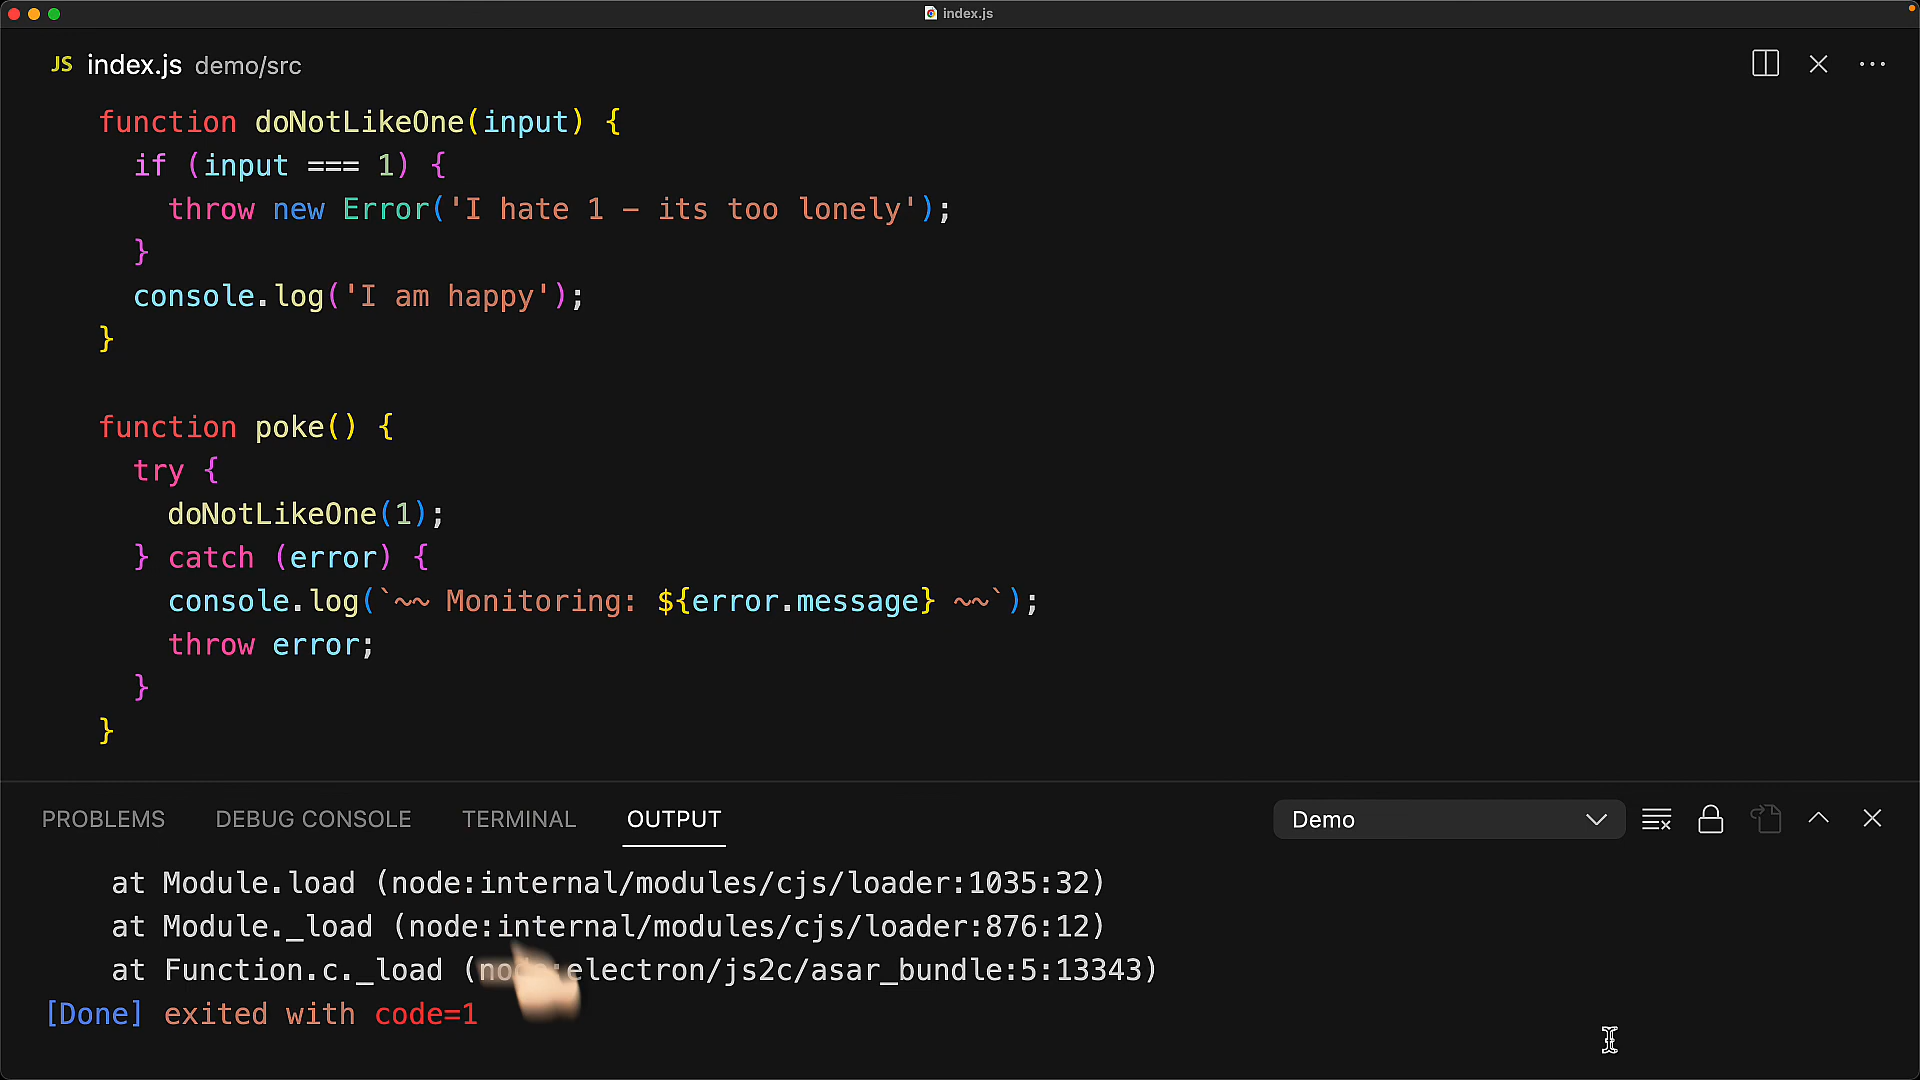 index.js
JS index.js demo/src
function doNotLikeOne(input) {
if (input === 1) {
throw new Error('I hate 1 – its too lonely');
}
console.log('I am happy');
}
function poke() {
try {
doNotLikeOne(1);
} catch (error) {
console.log(`~~ Monitoring: ${error.message} ~~`);
throw error;
}
}
PROBLEMS DEBUG CONSOLE TERMINAL OUTPUT Demo
at Module.load (node:internal/modules/cjs/loader:1035:32)
at Module._load (node:internal/modules/cjs/loader:876:12)
at Function.c._load (node:electron/js2c/asar_bundle:5:13343)
[Done] exited with code=1